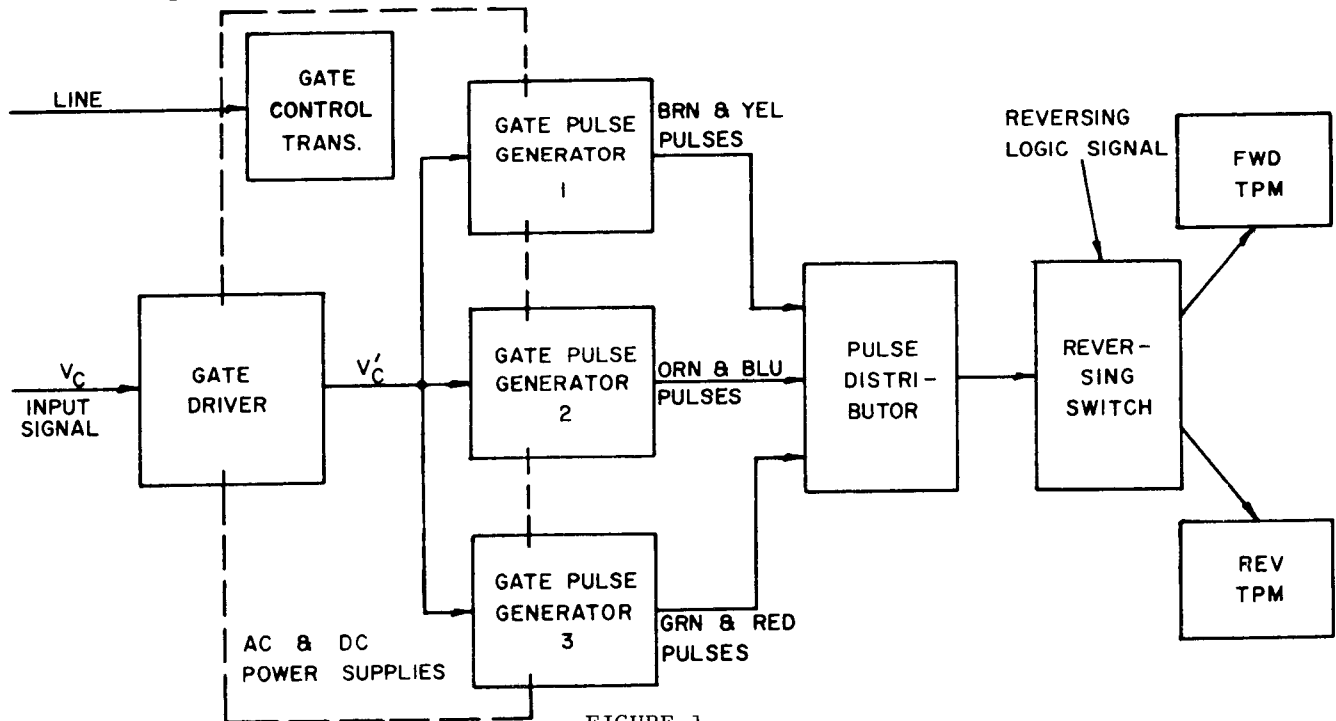 LINE
GATE
CONTROL
TRANS.
GATE PULSE
GENERATOR
1
BRN & YEL
PULSES
REVERSING
LOGIC SIGNAL
FWD
TPM
VC
INPUT
SIGNAL
GATE
DRIVER
V'C
GATE PULSE
GENERATOR
2
ORN & BLU
PULSES
PULSE
DISTRI-
BUTOR
REVER-
SING
SWITCH
GATE PULSE
GENERATOR
3
GRN & RED
PULSES
REV
TPM
AC & DC
POWER SUPPLIES
FIGURE 1